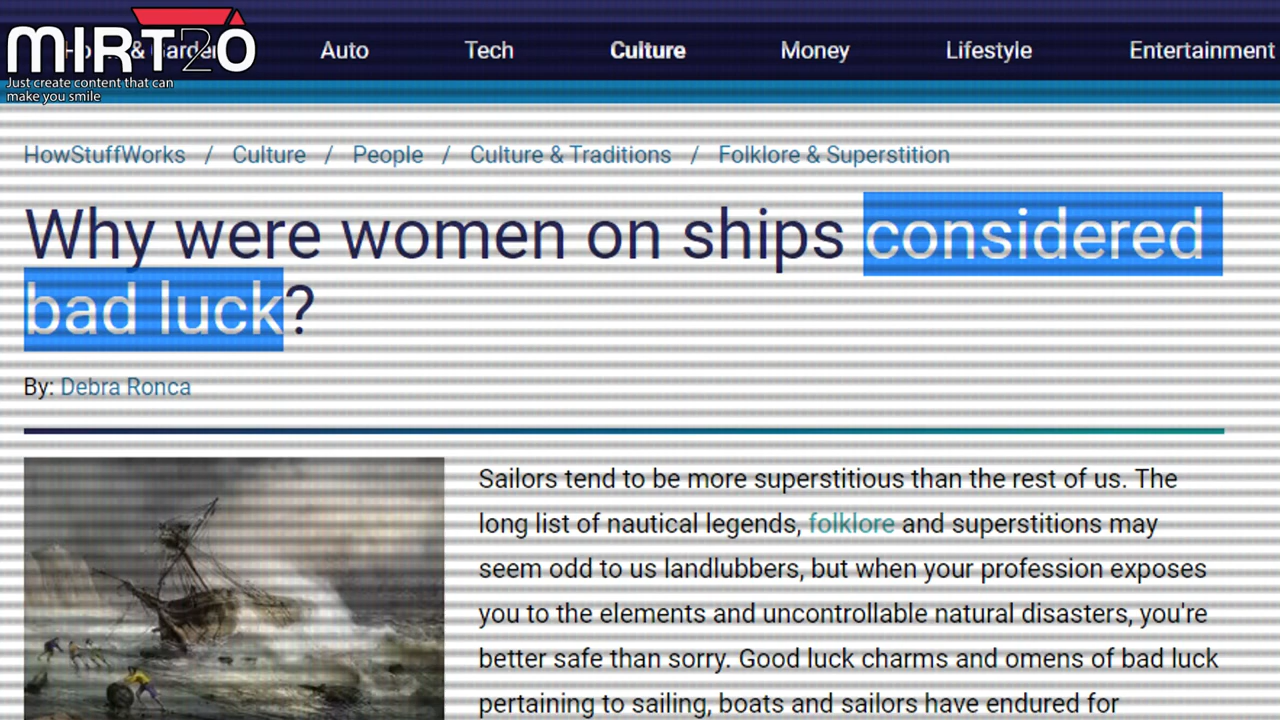 MIRT20
Just create content that can
make you smile
Home & Garden Auto Tech Culture Money Lifestyle Entertainment
HowStuffWorks / Culture / People / Culture & Traditions / Folklore & Superstition
Why were women on ships considered
bad luck?
By: Debra Ronca
Sailors tend to be more superstitious than the rest of us. The
long list of nautical legends, folklore and superstitions may
seem odd to us landlubbers, but when your profession exposes
you to the elements and uncontrollable natural disasters, you're
better safe than sorry. Good luck charms and omens of bad luck
pertaining to sailing, boats and sailors have endured for